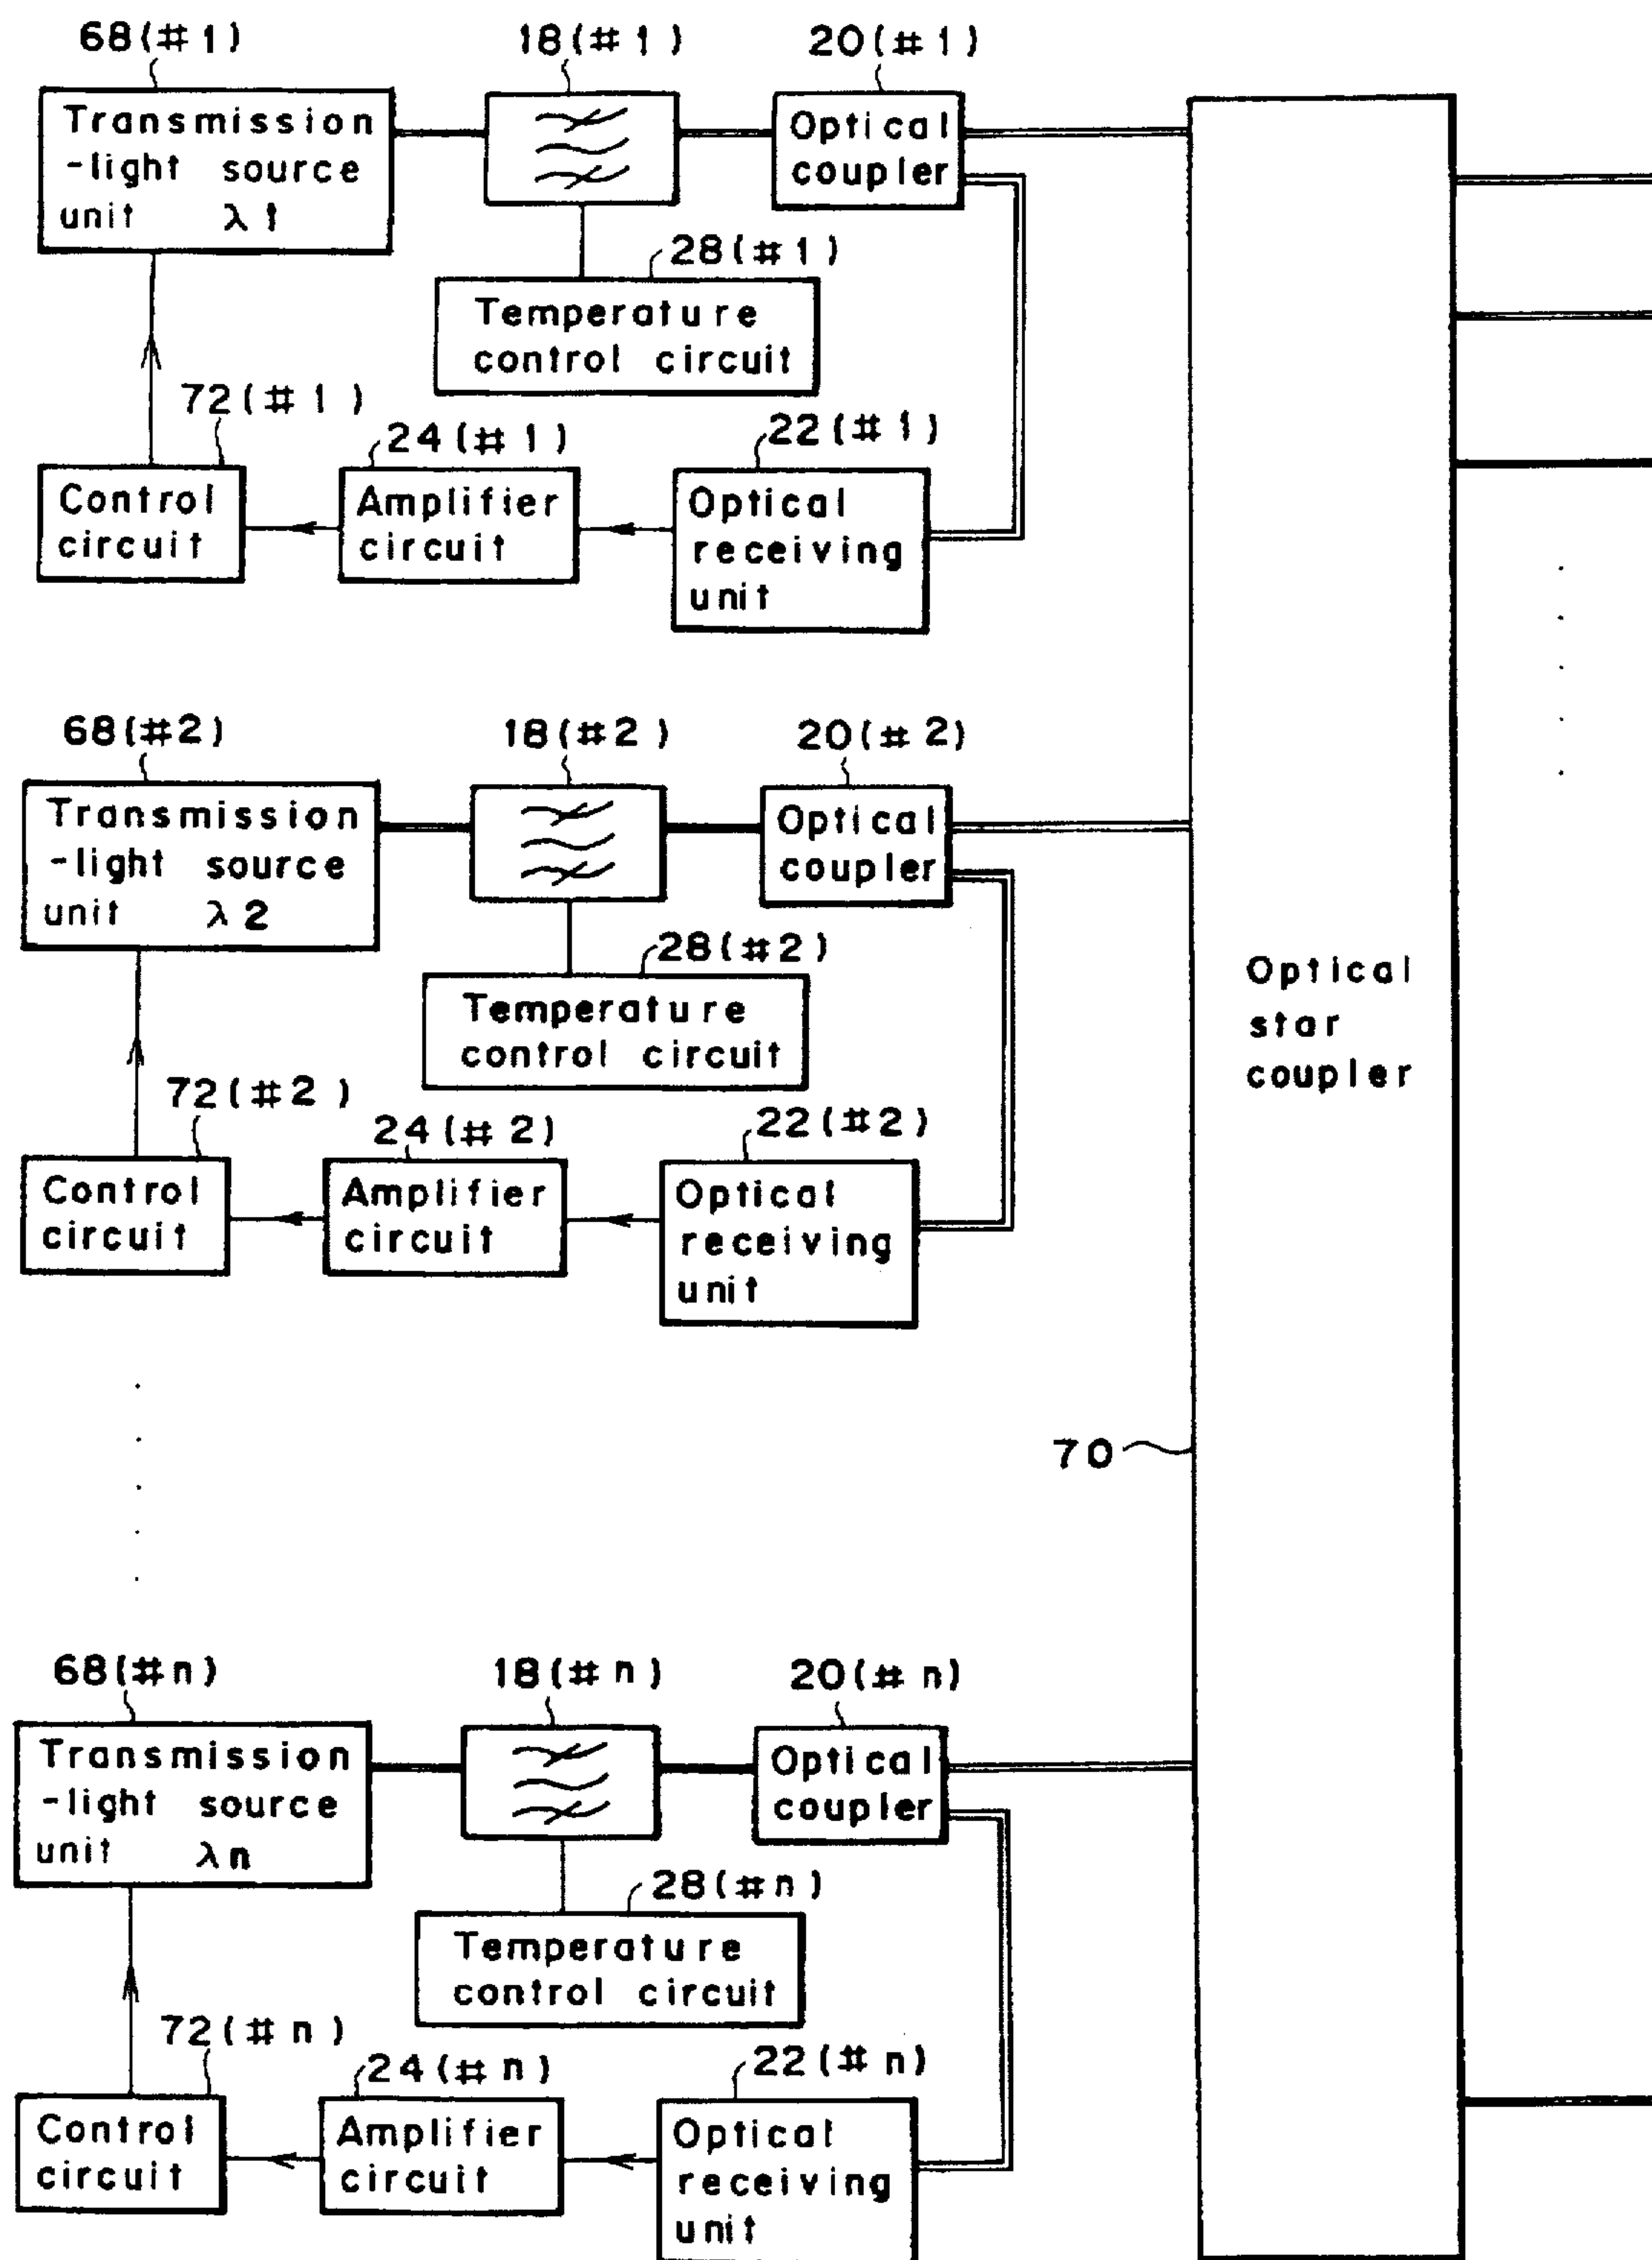 68(#1)
18(#1)
20(#1)
Transmission
-light source
unit λ1
Optical
coupler
28(#1)
Temperature
control circuit
72(#1)
24(#1)
22(#1)
Control
circuit
Amplifier
circuit
Optical
receiving
unit
68(#2)
18(#2)
20(#2)
Transmission
-light source
unit λ2
Optical
coupler
28(#2)
Temperature
control circuit
72(#2)
24(#2)
22(#2)
Control
circuit
Amplifier
circuit
Optical
receiving
unit
Optical
star
coupler
70
68(#n)
18(#n)
20(#n)
Transmission
-light source
unit λn
Optical
coupler
28(#n)
Temperature
control circuit
72(#n)
24(#n)
22(#n)
Control
circuit
Amplifier
circuit
Optical
receiving
unit